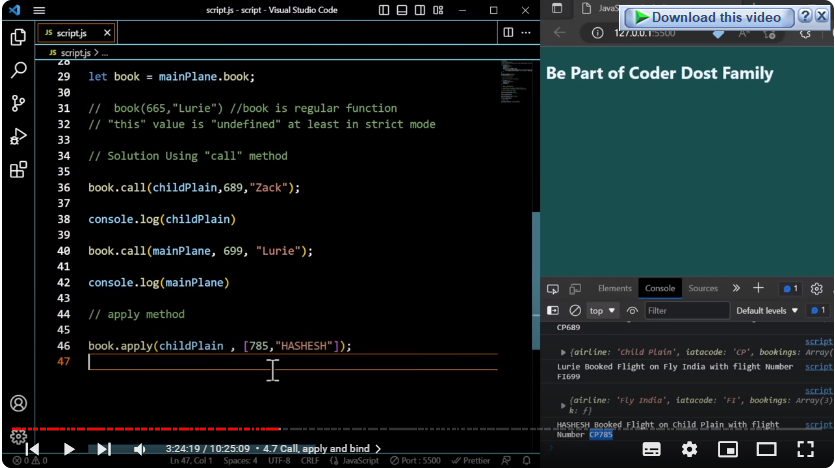 script.js - script - Visual Studio Code
JS script.js
JS script.js > ...
28
29 let book = mainPlane.book;
30
31 //  book(665,"Lurie") //book is regular function
32 // "this" value is "undefined" at least in strict mode
33
34 // Solution Using "call" method
35
36 book.call(childPlain,689,"Zack");
37
38 console.log(childPlain)
39
40 book.call(mainPlane, 699, "Lurie");
41
42 console.log(mainPlane)
43
44 // apply method
45
46 book.apply(childPlain , [785,"HASHESH"]);
47
JavaS
Download this video
?
X
127.0.0.1:5500
Be Part of Coder Dost Family
Elements Console Sources
1
top
Filter
Default levels
1
CP689
script
{airline: 'Child Plain', iatacode: 'CP', bookings: Array(
Lurie Booked Flight on Fly India with flight Number
script
FI699
script
{airline: 'Fly India', iatacode: 'FI', bookings: Array(3)
k: ƒ}
HASHESH Booked Flight on Child Plain with flight
script
Number CP785
3:24:19 / 10:25:09 • 4.7 Call, apply and bind >
0 0
Ln 47, Col 1
Spaces: 4
UTF-8
CRLF
{} JavaScript
Port : 5500
Prettier